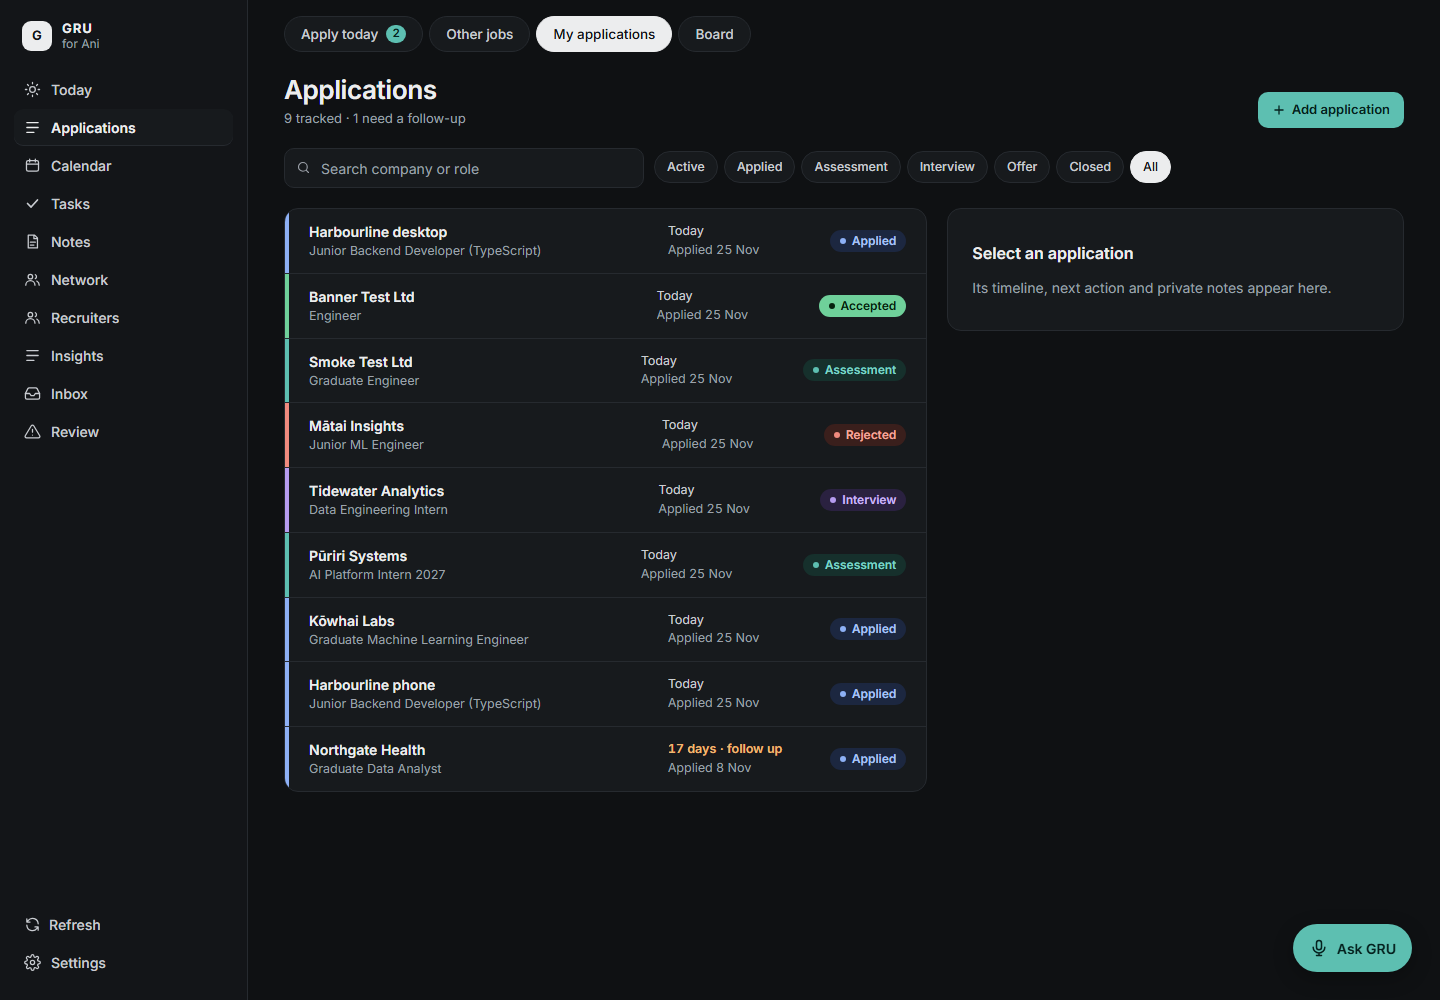 G
GRU
for Ani
Today
Applications
Calendar
Tasks
Notes
Network
Recruiters
Insights
Inbox
Review
Refresh
Settings
Apply today 2
Other jobs
My applications
Board
Applications
9 tracked · 1 need a follow-up
+ Add application
Search company or role
Active
Applied
Assessment
Interview
Offer
Closed
All
Harbourline desktop
Junior Backend Developer (TypeScript)
Today
Applied 25 Nov
Applied
Banner Test Ltd
Engineer
Today
Applied 25 Nov
Accepted
Smoke Test Ltd
Graduate Engineer
Today
Applied 25 Nov
Assessment
Mātai Insights
Junior ML Engineer
Today
Applied 25 Nov
Rejected
Tidewater Analytics
Data Engineering Intern
Today
Applied 25 Nov
Interview
Pūriri Systems
AI Platform Intern 2027
Today
Applied 25 Nov
Assessment
Kōwhai Labs
Graduate Machine Learning Engineer
Today
Applied 25 Nov
Applied
Harbourline phone
Junior Backend Developer (TypeScript)
Today
Applied 25 Nov
Applied
Northgate Health
Graduate Data Analyst
17 days · follow up
Applied 8 Nov
Applied
Select an application
Its timeline, next action and private notes appear here.
Ask GRU